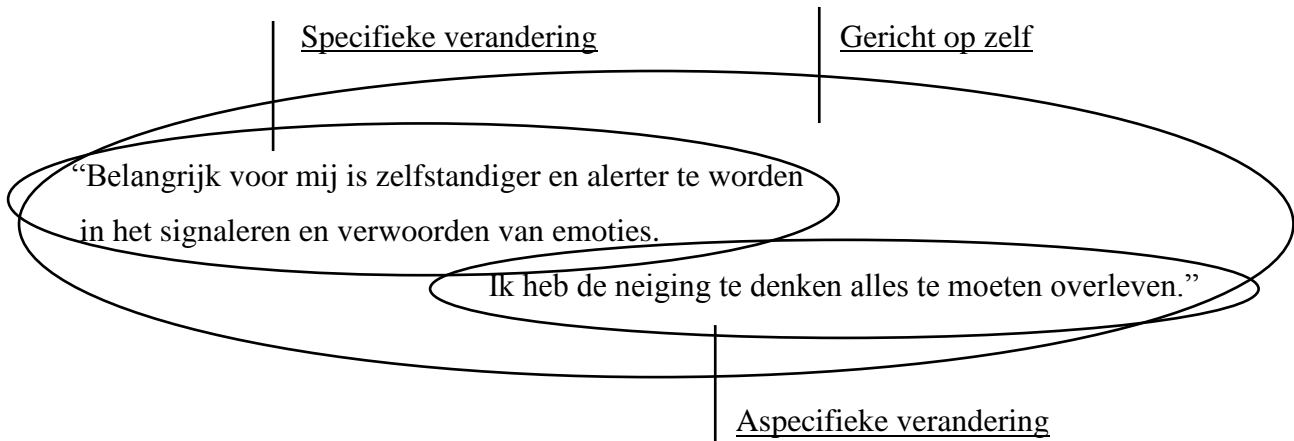 Specifieke verandering Gericht op zelf
“Belangrijk voor mij is zelfstandiger en alerter te worden
in het signaleren en verwoorden van emoties.
Ik heb de neiging te denken alles te moeten overleven.”
Aspecifieke verandering